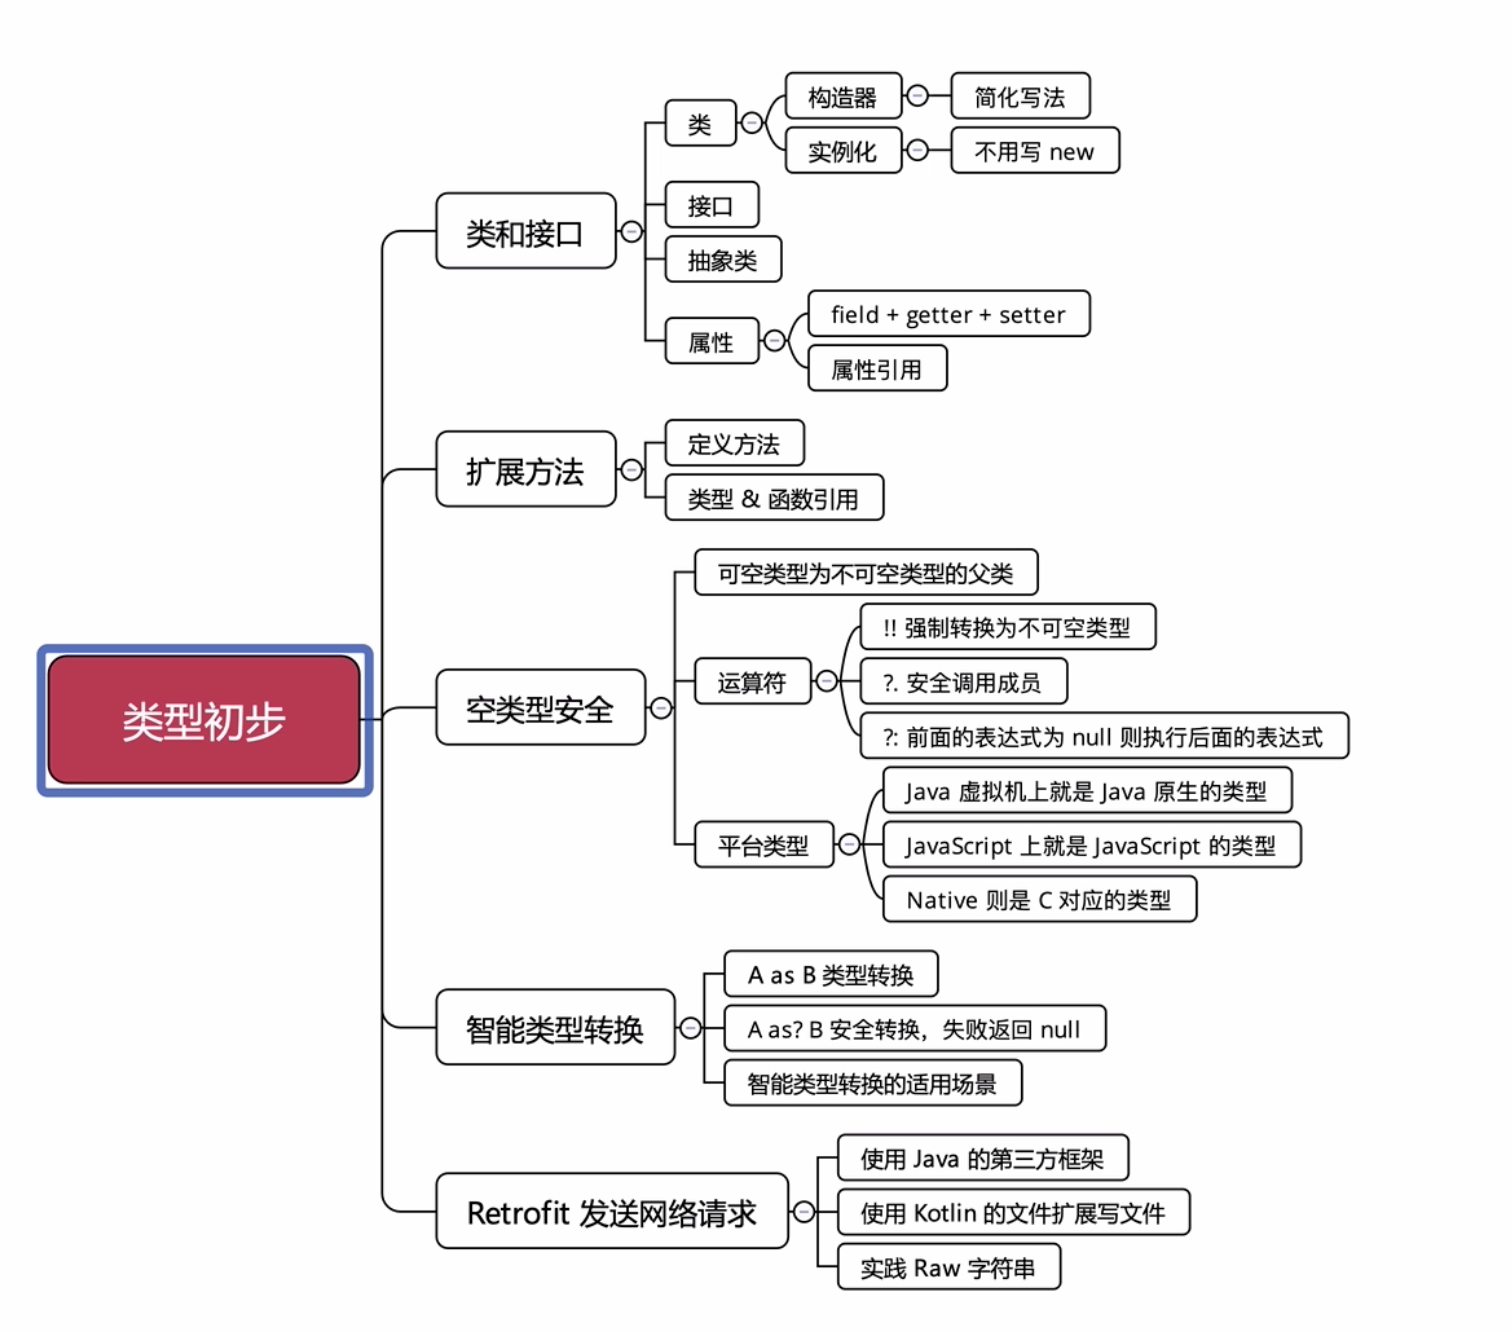 类型初步
类和接口
类
构造器
简化写法
实例化
不用写 new
接口
抽象类
属性
field + getter + setter
属性引用
扩展方法
定义方法
类型 & 函数引用
空类型安全
可空类型为不可空类型的父类
运算符
!! 强制转换为不可空类型
?. 安全调用成员
?: 前面的表达式为 null 则执行后面的表达式
平台类型
Java 虚拟机上就是 Java 原生的类型
JavaScript 上就是 JavaScript 的类型
Native 则是 C 对应的类型
智能类型转换
A as B 类型转换
A as? B 安全转换，失败返回 null
智能类型转换的适用场景
Retrofit 发送网络请求
使用 Java 的第三方框架
使用 Kotlin 的文件扩展写文件
实践 Raw 字符串